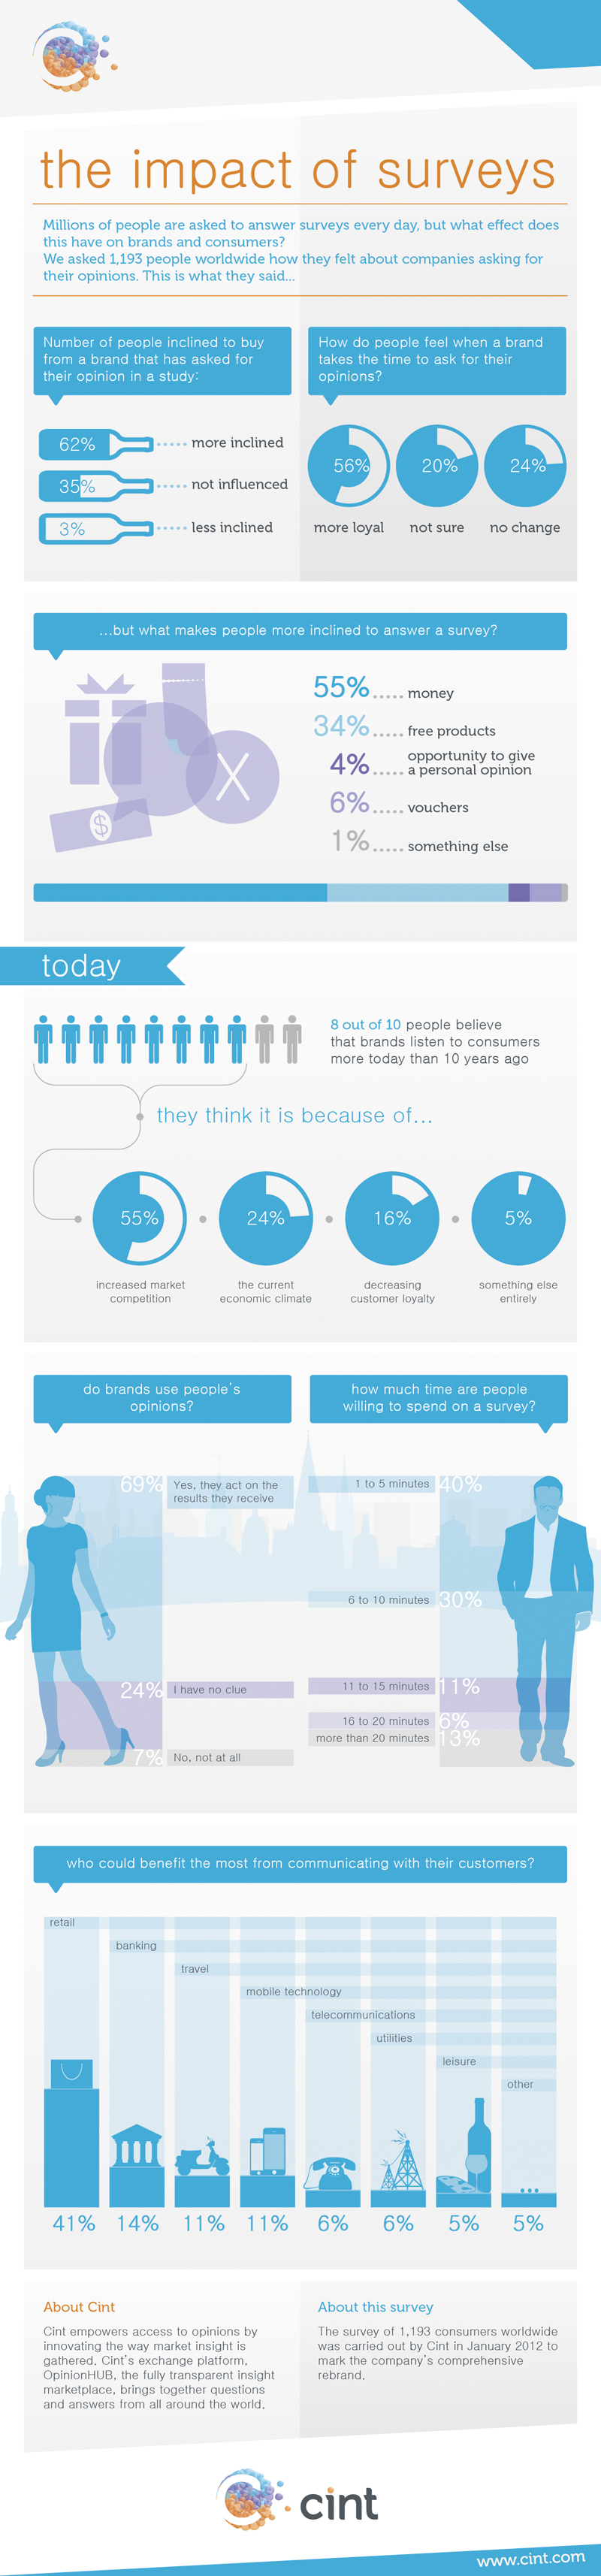 the impact of surveys
Millions of people are asked to answer surveys every day, but what effect does
this have on brands and consumers?
We asked 1,193 people worldwide how they felt about companies asking for
their opinions. This is what they said...
Number of people inclined to buy
from a brand that has asked for
their opinion in a study:
62% more inclined
35% not influenced
3% less inclined
How do people feel when a brand
takes the time to ask for their
opinions?
56% 20% 24%
more loyal not sure no change
...but what makes people more inclined to answer a survey?
X
$
55% ..... money
34% ..... free products
4% ..... opportunity to give
a personal opinion
6% ..... vouchers
1% ..... something else
today
8 out of 10 people believe
that brands listen to consumers
more today than 10 years ago
they think it is because of...
55% 24% 16% 5%
increased market
competition
the current
economic climate
decreasing
customer loyalty
something else
entirely
do brands use people's
opinions?
69% Yes, they act on the
results they receive
24% I have no clue
7% No, not at all
how much time are people
willing to spend on a survey?
1 to 5 minutes 40%
6 to 10 minutes 30%
11 to 15 minutes 11%
16 to 20 minutes 6%
more than 20 minutes 13%
who could benefit the most from communicating with their customers?
retail
banking
travel
mobile technology
telecommunications
utilities
leisure
other
41% 14% 11% 11% 6% 6% 5% 5%
About Cint
Cint empowers access to opinions by
innovating the way market insight is
gathered. Cint's exchange platform,
OpinionHUB, the fully transparent insight
marketplace, brings together questions
and answers from all around the world.
About this survey
The survey of 1,193 consumers worldwide
was carried out by Cint in January 2012 to
mark the company's comprehensive
rebrand.
cint
www.cint.com